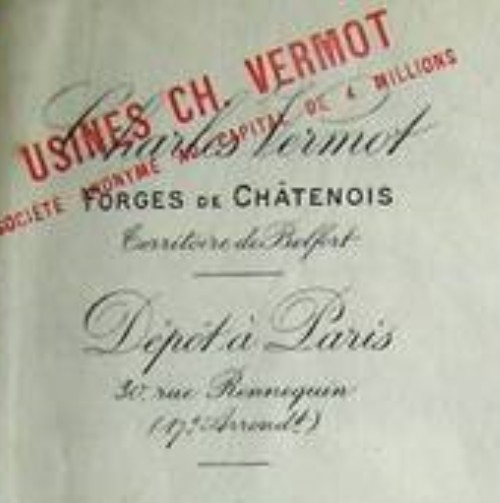 USINES CH. VERMOT
SOCIÉTÉ ANONYME AU CAPITAL DE 4 MILLIONS
Charles Vermot
FORGES DE CHÂTENOIS
Territoire de Belfort
Dépôt à Paris
30, rue Rennequin
(17e Arrondt)